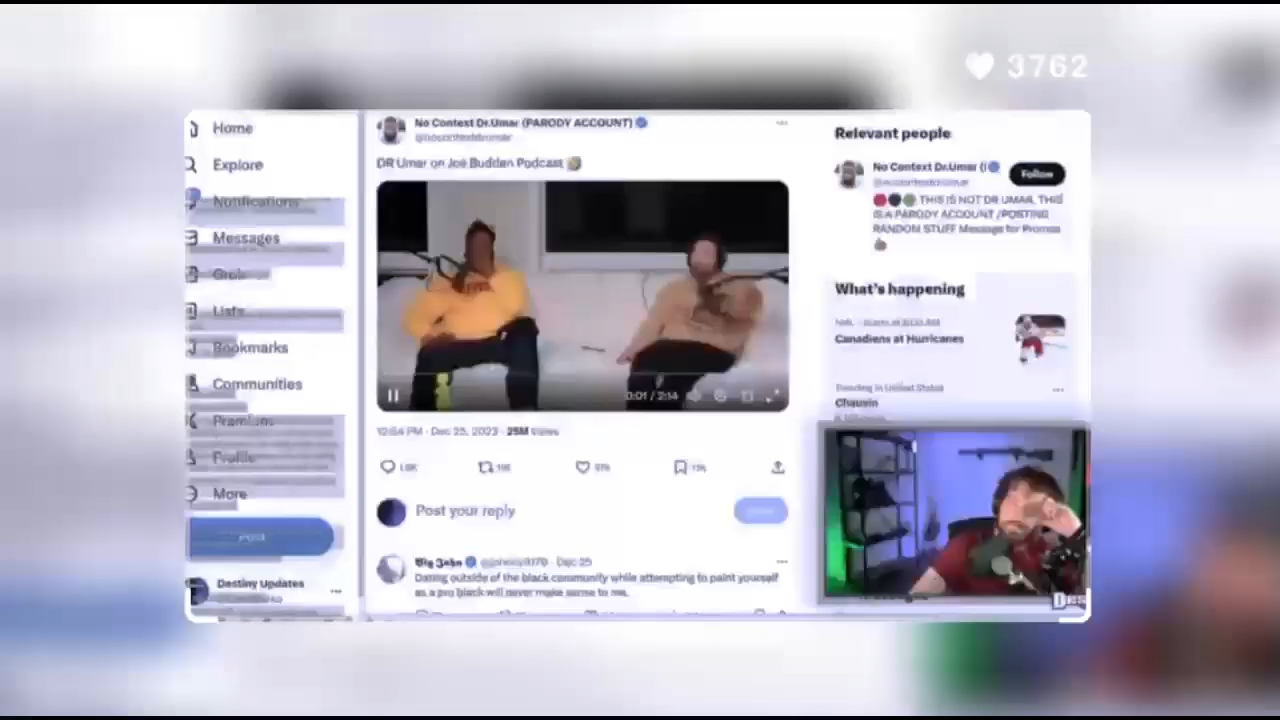 3762
Home
Explore
Notifications
Messages
Grok
Lists
Bookmarks
Communities
Premium
Profile
More
Post
Destiny Updates
No Context Dr.Umar (PARODY ACCOUNT)
DR Umar on Joe Budden Podcast
0:01 / 2:14
12:54 PM · Dec 25, 2023 · 25M Views
Post your reply
Big John · Dec 25
Dating outside of the black community while attempting to paint yourself
as a pro black will never make sense to me.
Relevant people
No Context Dr.Umar (
Follow
THIS IS NOT DR UMAR, THIS
IS A PARODY ACCOUNT /POSTING
RANDOM STUFF Message for Promos
What's happening
Canadiens at Hurricanes
Trending in United States
Chauvin